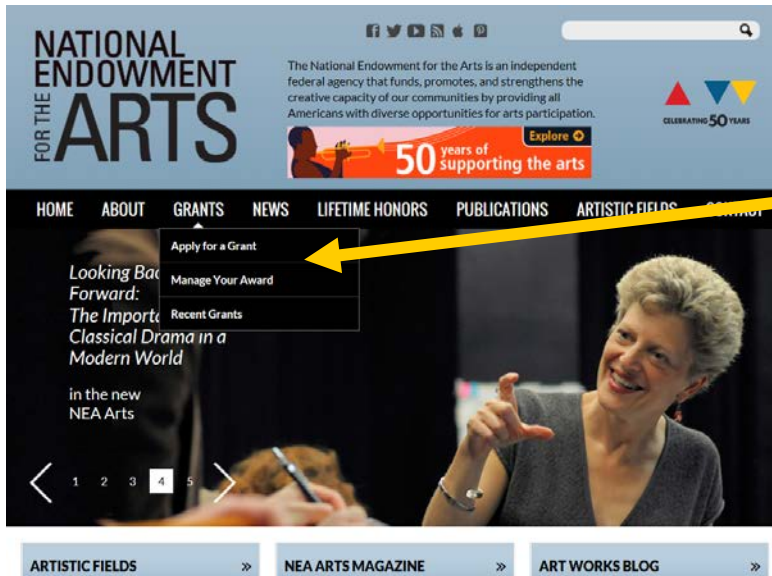 NATIONAL
ENDOWMENT
FOR THE
ARTS
The National Endowment for the Arts is an independent
federal agency that funds, promotes, and strengthens the
creative capacity of our communities by providing all
Americans with diverse opportunities for arts participation.
Explore
50 years of
supporting the arts
CELEBRATING 50 YEARS
HOME ABOUT GRANTS NEWS LIFETIME HONORS PUBLICATIONS ARTISTIC FIELDS CONTACT
Apply for a Grant
Manage Your Award
Recent Grants
Looking Bac
Forward:
The Importa
Classical Drama in a
Modern World
in the new
NEA Arts
1 2 3 4 5
ARTISTIC FIELDS »
NEA ARTS MAGAZINE »
ART WORKS BLOG »